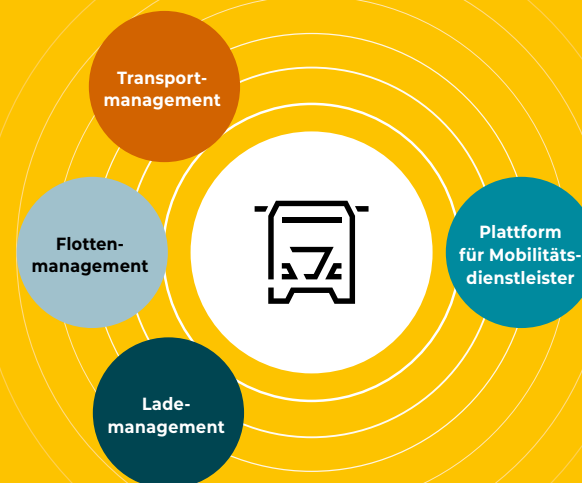 Transport-
management
Flotten-
management
Plattform
für Mobilitäts-
dienstleister
Lade-
management